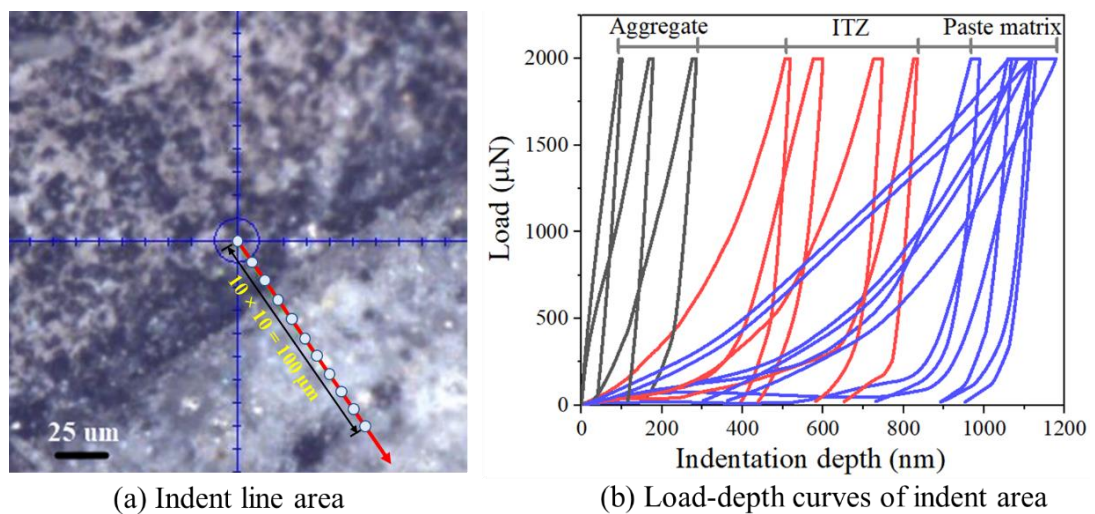 10 × 10 = 100 μm
25 um
(a) Indent line area
Aggregate ITZ Paste matrix
2000
1500
1000
500
0
Load (μN)
0 200 400 600 800 1000 1200
Indentation depth (nm)
(b) Load-depth curves of indent area